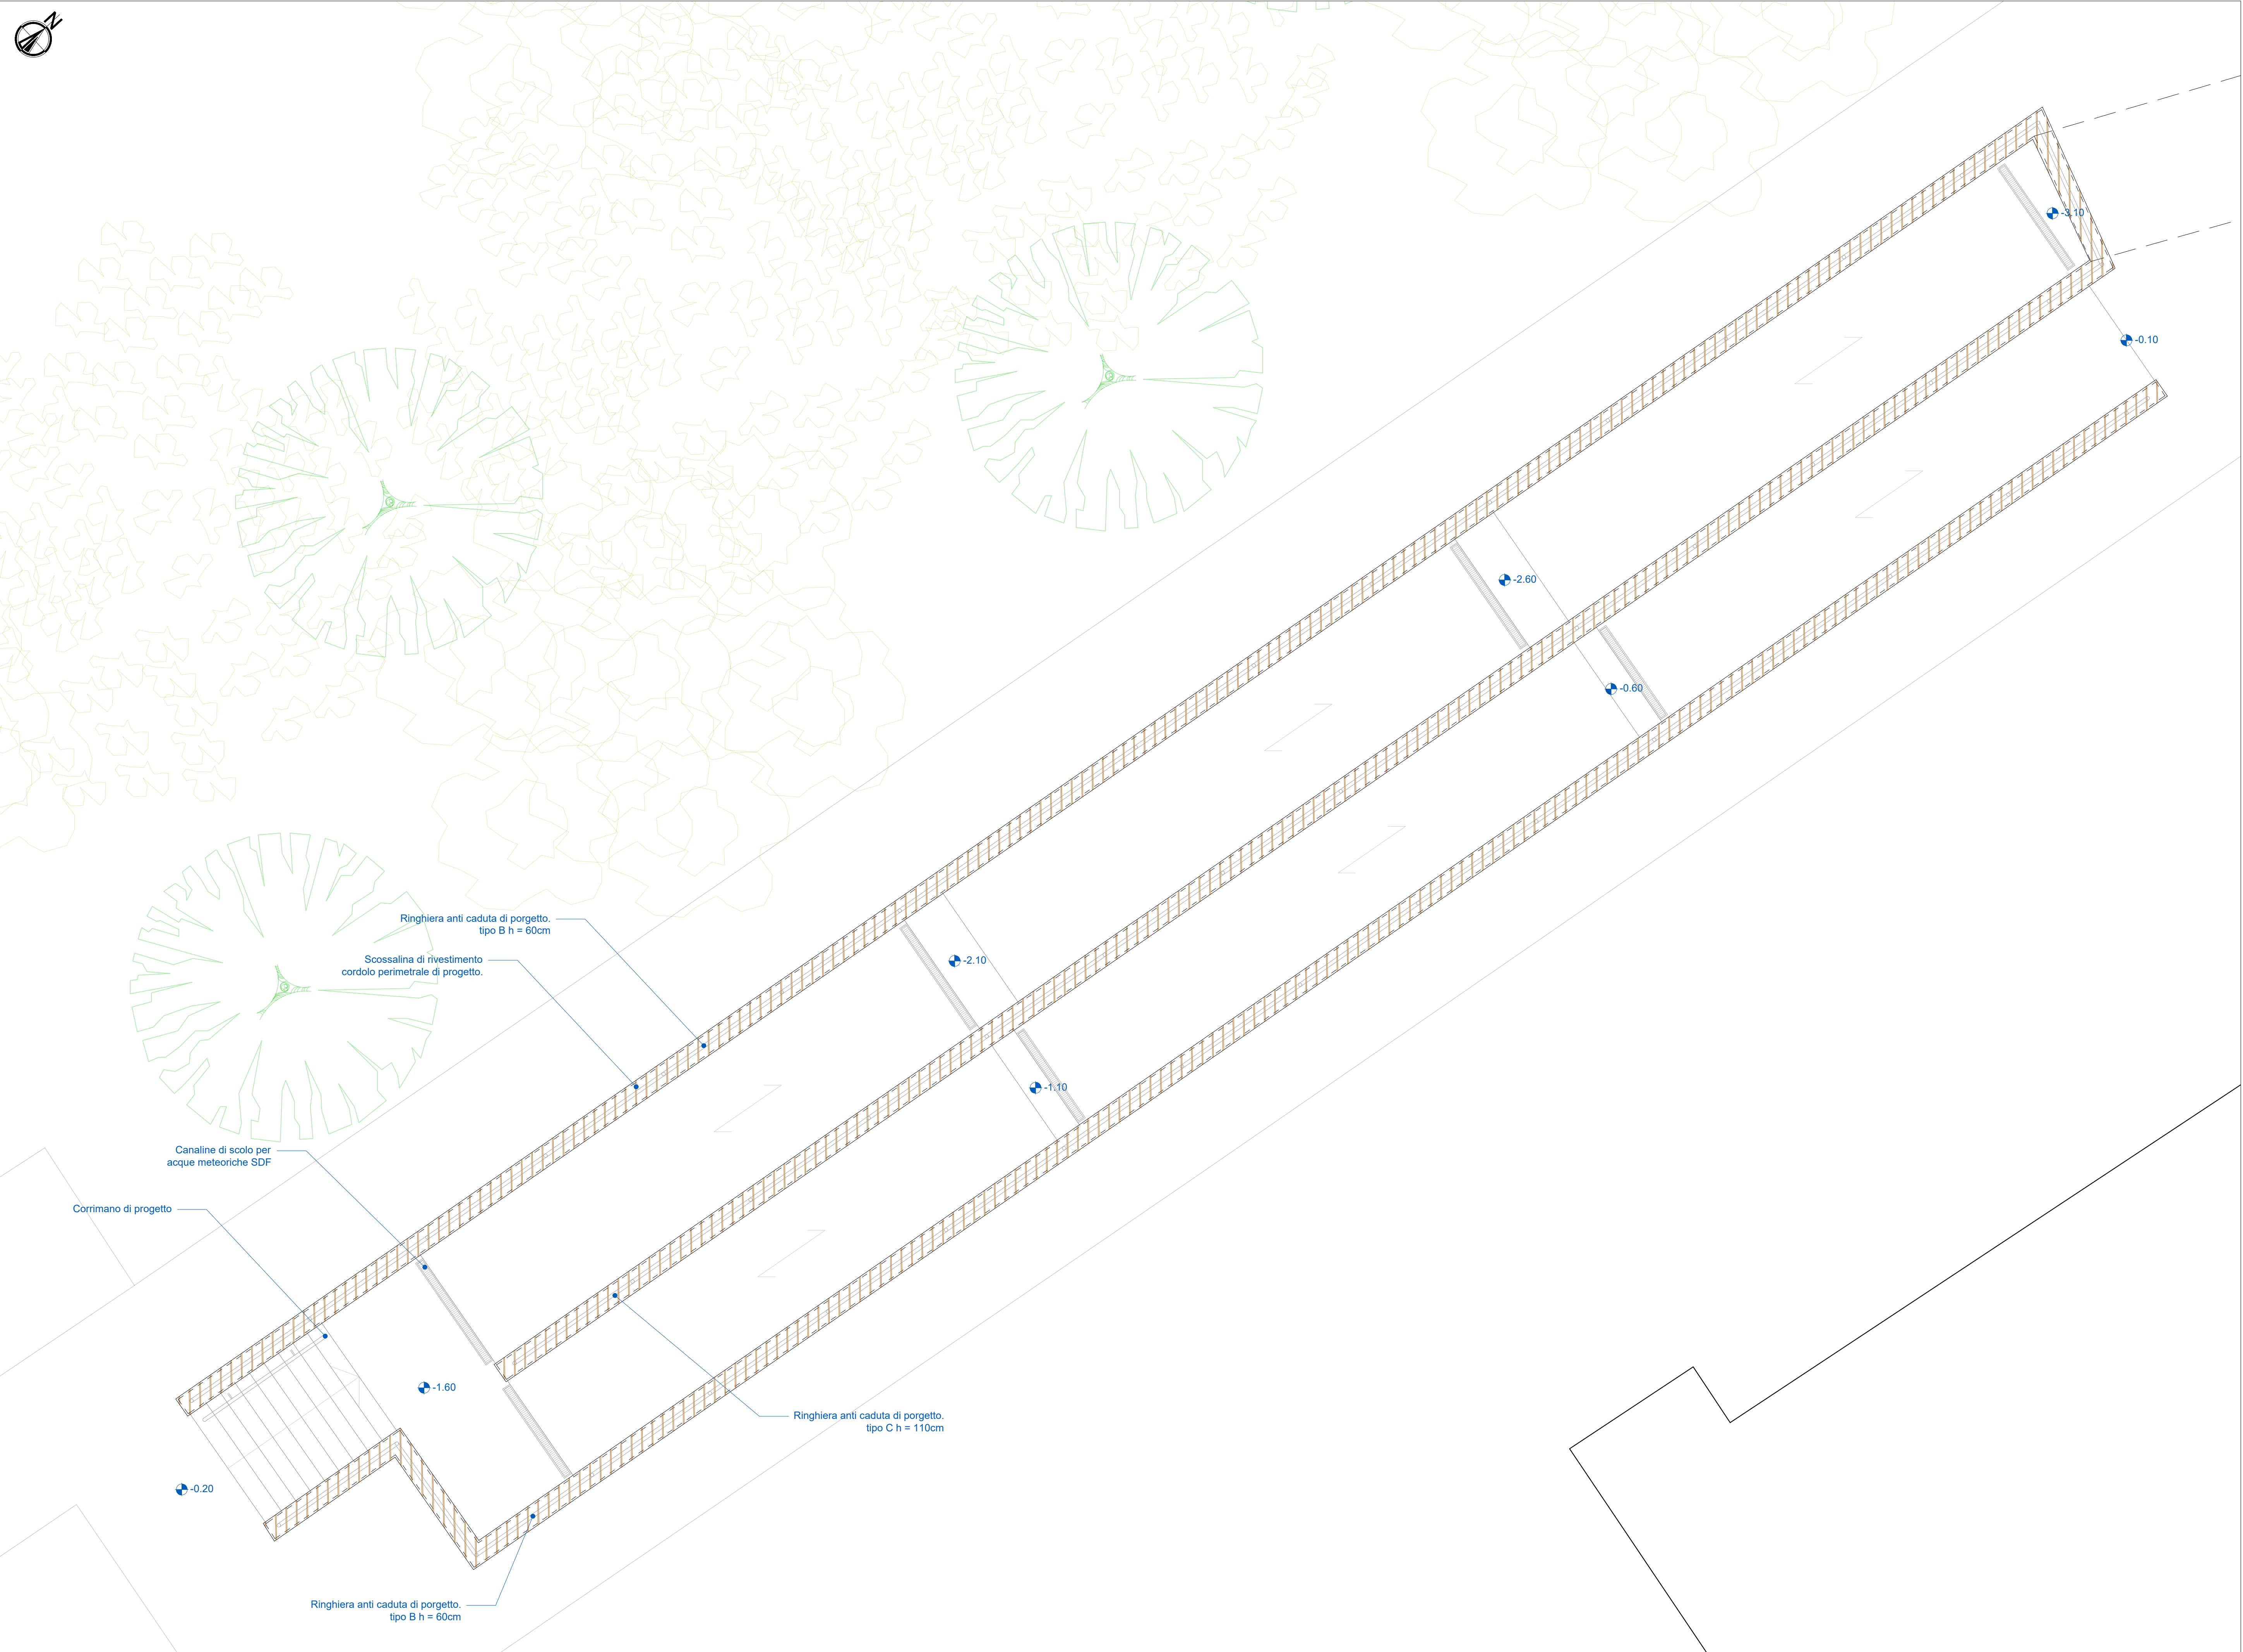 N
-3.10
-0.10
-2.60
-0.60
Ringhiera anti caduta di porgetto.
tipo B h = 60cm
Scossalina di rivestimento
cordolo perimetrale di progetto.
-2.10
-1.10
Canaline di scolo per
acque meteoriche SDF
Corrimano di progetto
-1.60
Ringhiera anti caduta di porgetto.
tipo C h = 110cm
-0.20
Ringhiera anti caduta di porgetto.
tipo B h = 60cm